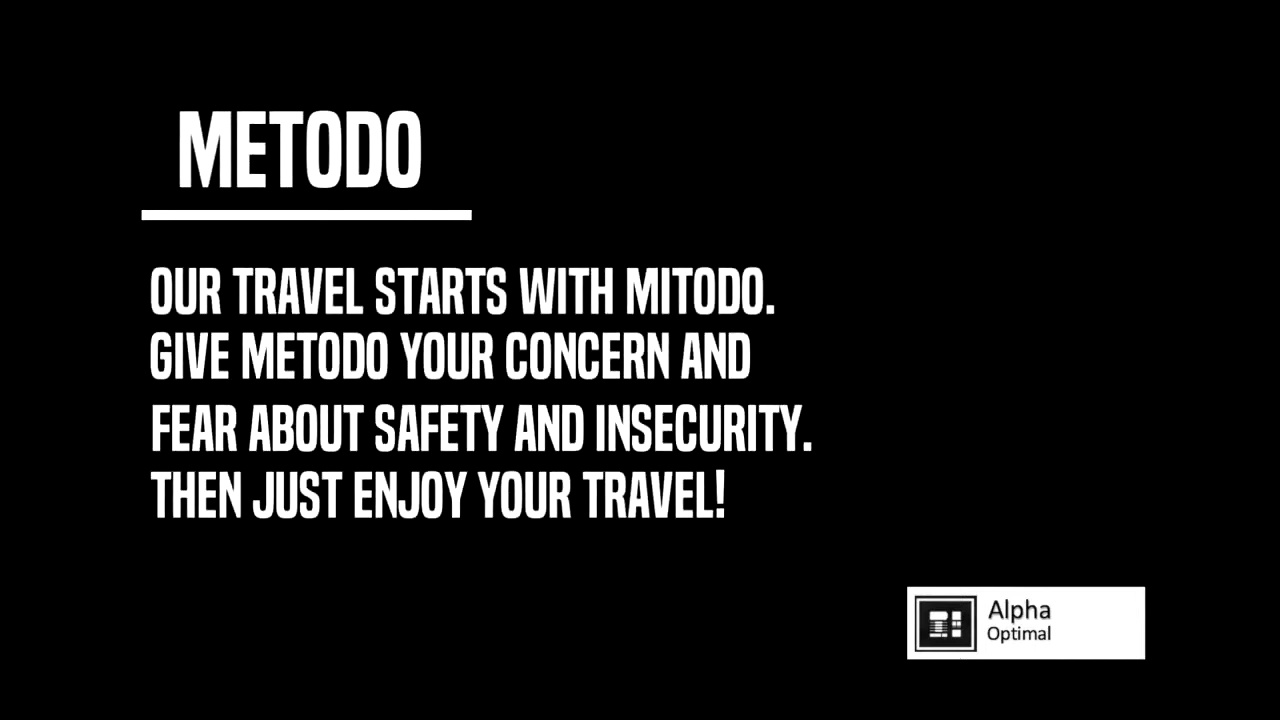 METODO
OUR TRAVEL STARTS WITH MITODO.
GIVE METODO YOUR CONCERN AND
FEAR ABOUT SAFETY AND INSECURITY.
THEN JUST ENJOY YOUR TRAVEL!
Alpha
Optimal